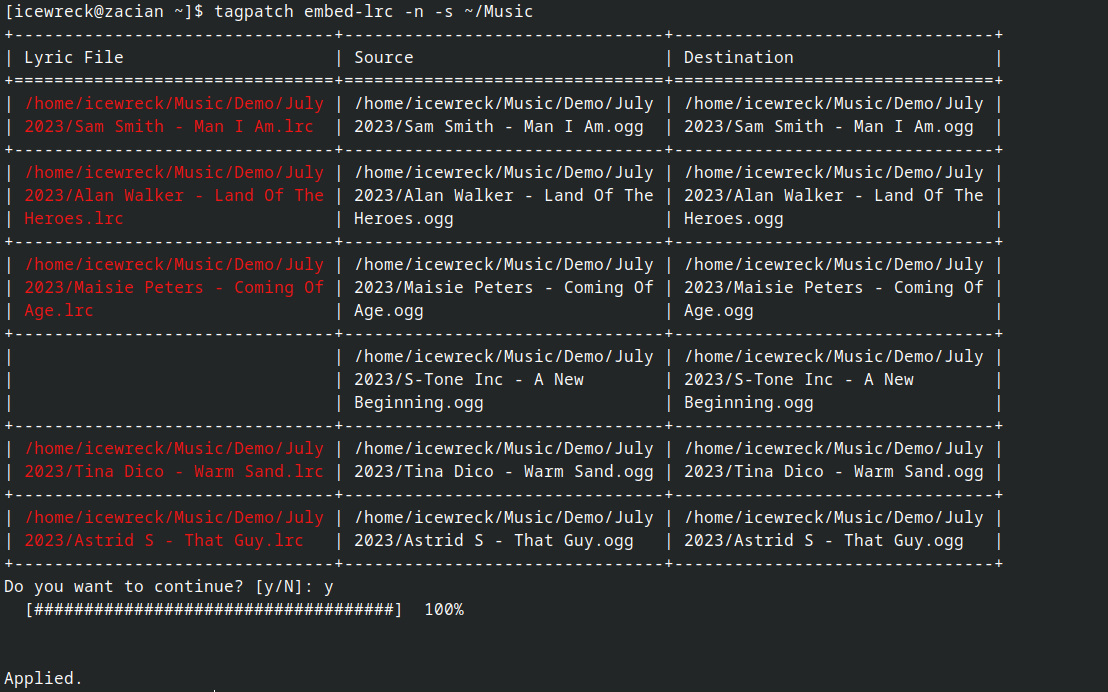 [icewreck@zacian ~]$ tagpatch embed-lrc -n -s ~/Music
+--------------------------------+--------------------------------+--------------------------------+
| Lyric File                     | Source                         | Destination                    |
+================================+================================+================================+
| /home/icewreck/Music/Demo/July | /home/icewreck/Music/Demo/July | /home/icewreck/Music/Demo/July |
| 2023/Sam Smith - Man I Am.lrc  | 2023/Sam Smith - Man I Am.ogg  | 2023/Sam Smith - Man I Am.ogg  |
+--------------------------------+--------------------------------+--------------------------------+
| /home/icewreck/Music/Demo/July | /home/icewreck/Music/Demo/July | /home/icewreck/Music/Demo/July |
| 2023/Alan Walker - Land Of The | 2023/Alan Walker - Land Of The | 2023/Alan Walker - Land Of The |
| Heroes.lrc                     | Heroes.ogg                     | Heroes.ogg                     |
+--------------------------------+--------------------------------+--------------------------------+
| /home/icewreck/Music/Demo/July | /home/icewreck/Music/Demo/July | /home/icewreck/Music/Demo/July |
| 2023/Maisie Peters - Coming Of | 2023/Maisie Peters - Coming Of | 2023/Maisie Peters - Coming Of |
| Age.lrc                        | Age.ogg                        | Age.ogg                        |
+--------------------------------+--------------------------------+--------------------------------+
|                                | /home/icewreck/Music/Demo/July | /home/icewreck/Music/Demo/July |
|                                | 2023/S-Tone Inc - A New        | 2023/S-Tone Inc - A New        |
|                                | Beginning.ogg                  | Beginning.ogg                  |
+--------------------------------+--------------------------------+--------------------------------+
| /home/icewreck/Music/Demo/July | /home/icewreck/Music/Demo/July | /home/icewreck/Music/Demo/July |
| 2023/Tina Dico - Warm Sand.lrc | 2023/Tina Dico - Warm Sand.ogg | 2023/Tina Dico - Warm Sand.ogg |
+--------------------------------+--------------------------------+--------------------------------+
| /home/icewreck/Music/Demo/July | /home/icewreck/Music/Demo/July | /home/icewreck/Music/Demo/July |
| 2023/Astrid S - That Guy.lrc   | 2023/Astrid S - That Guy.ogg   | 2023/Astrid S - That Guy.ogg   |
+--------------------------------+--------------------------------+--------------------------------+
Do you want to continue? [y/N]: y
  [####################################]  100%
Applied.